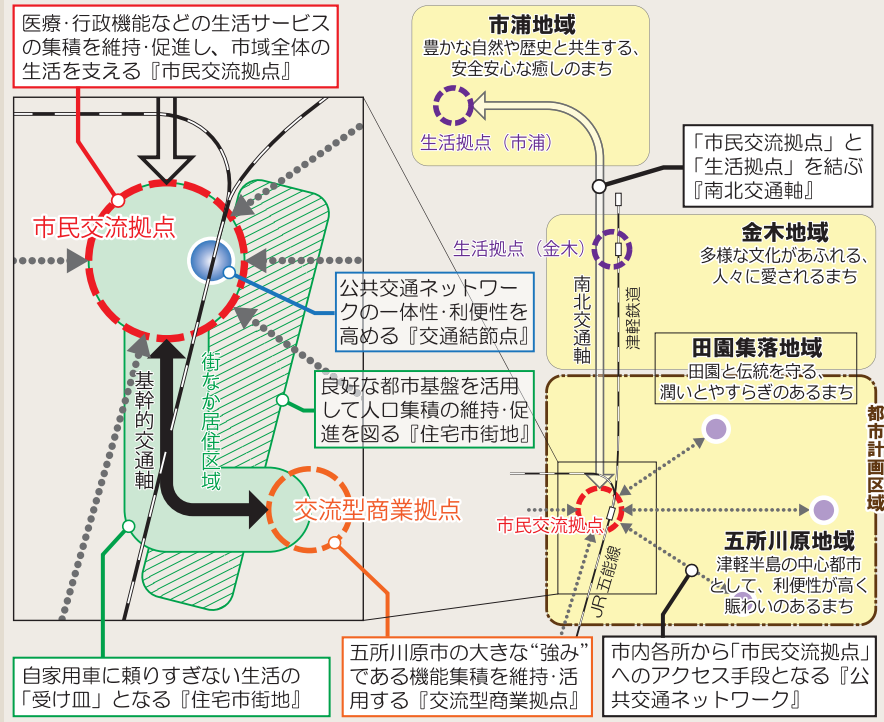 医療・行政機能などの生活サービス
の集積を維持・促進し、市域全体の
生活を支える『市民交流拠点』
市民交流拠点
公共交通ネットワー
クの一体性・利便性を
高める『交通結節点』
街なか居住区域
基幹的交通軸
良好な都市基盤を活用
して人口集積の維持・促
進を図る『住宅市街地』
交流型商業拠点
自家用車に頼りすぎない生活の
「受け皿」となる『住宅市街地』
五所川原市の大きな“強み”
である機能集積を維持・活
用する『交流型商業拠点』
市浦地域
豊かな自然や歴史と共生する、
安全安心な癒しのまち
生活拠点（市浦）
「市民交流拠点」と
「生活拠点」を結ぶ
『南北交通軸』
生活拠点（金木）
金木地域
多様な文化があふれる、
人々に愛されるまち
南北交通軸
津軽鉄道
田園集落地域
田園と伝統を守る、
潤いとやすらぎのあるまち
都市計画区域
市民交流拠点
JR五能線
五所川原地域
津軽半島の中心都市
として、利便性が高く
賑わいのあるまち
市内各所から「市民交流拠点」
へのアクセス手段となる『公
共交通ネットワーク』